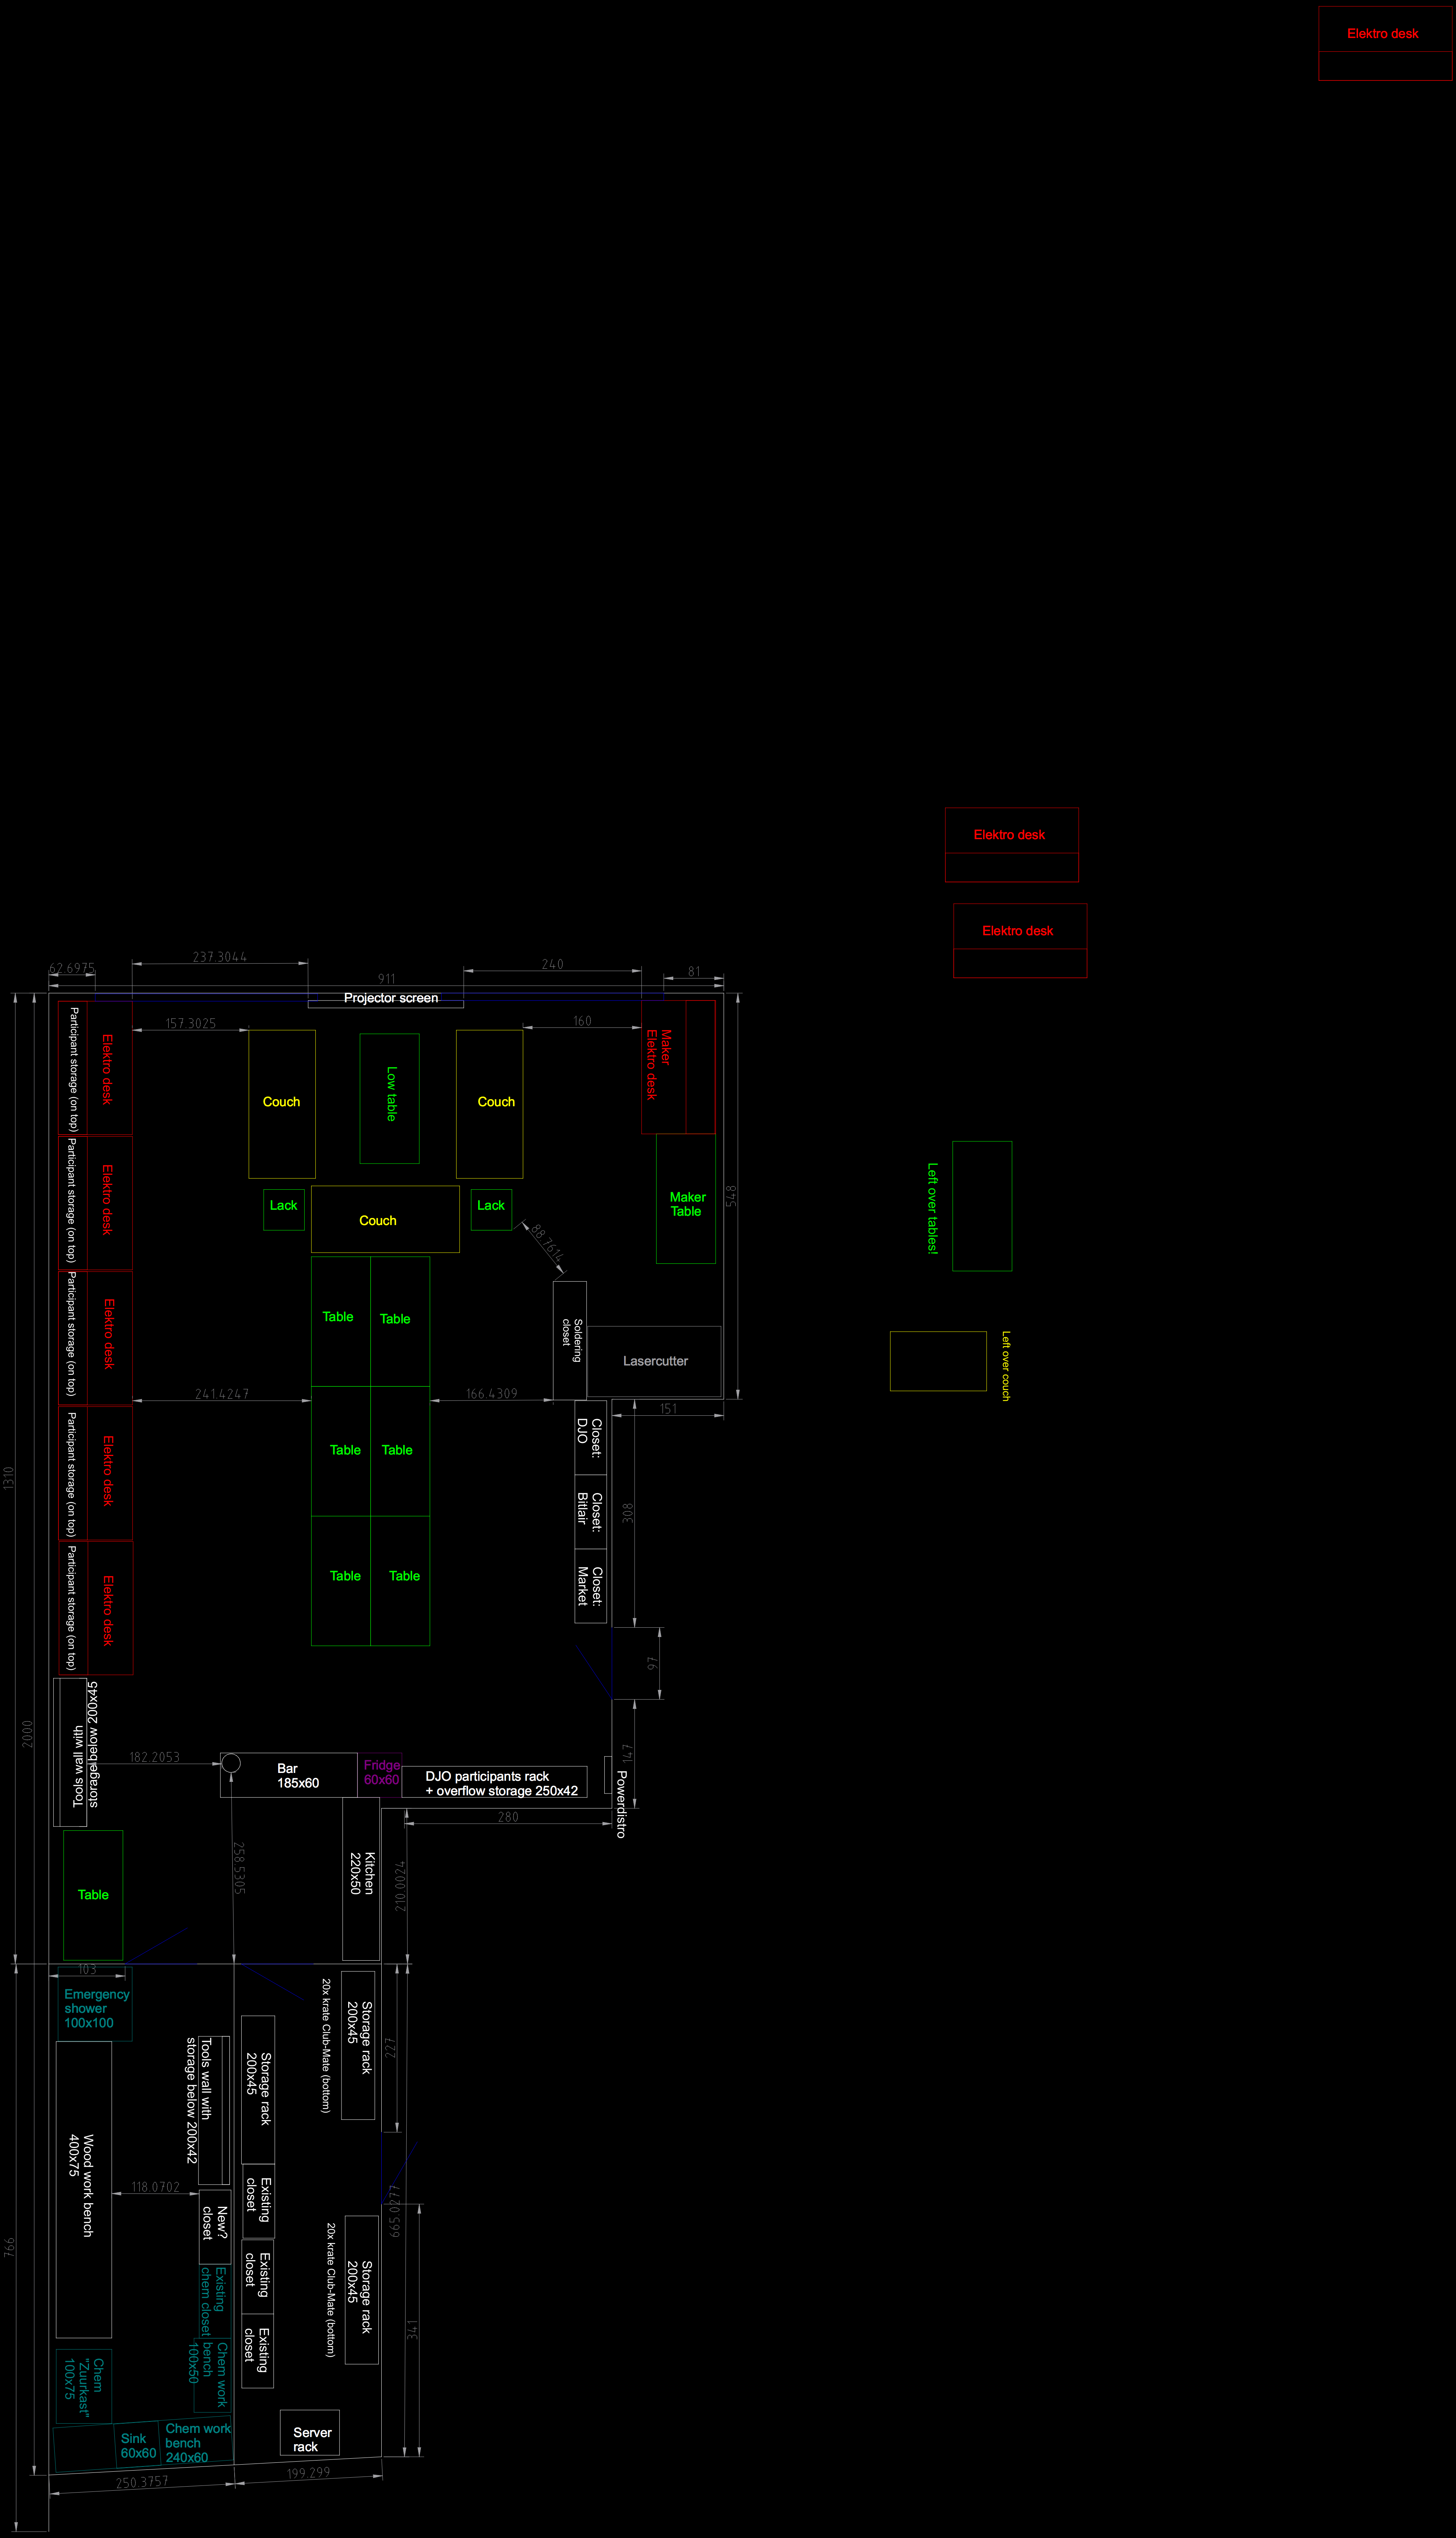 Elektro desk
Elektro desk
Elektro desk
62.6975
237.3044
911
240
81
Projector screen
157.3025
160
Participant storage (on top)
Elektro desk
Couch
Low table
Couch
Maker
Elektro desk
548
Participant storage (on top)
Elektro desk
Lack
Couch
Lack
Maker
Table
88.7614
Left over tables!
Participant storage (on top)
Elektro desk
Table
Table
Soldering
closet
Lasercutter
Left over couch
241.4247
166.4309
151
Participant storage (on top)
Elektro desk
Table
Table
Closet:
DJO
Closet:
Bitlair
Closet:
Market
308
1310
Participant storage (on top)
Elektro desk
Table
Table
97
2000
Tools wall with
storage below 200x45
182.2053
Bar
185x60
Fridge
60x60
DJO participants rack
+ overflow storage 250x42
147
Powerdistro
280
258.5305
Kitchen
220x50
210.0024
Table
103
Emergency
shower
100x100
Tools wall with
storage below 200x42
Storage rack
200x45
20x krate Club-Mate (bottom)
Storage rack
200x45
227
Wood work bench
400x75
118.0702
New?
closet
Existing
closet
665.0277
766
Existing
chem closet
Existing
closet
20x krate Club-Mate (bottom)
Storage rack
200x45
341
Chem
"Zuurkast"
100x75
Chem work
bench
100x50
Existing
closet
Sink
60x60
Chem work
bench
240x60
Server
rack
250.3757
199.299